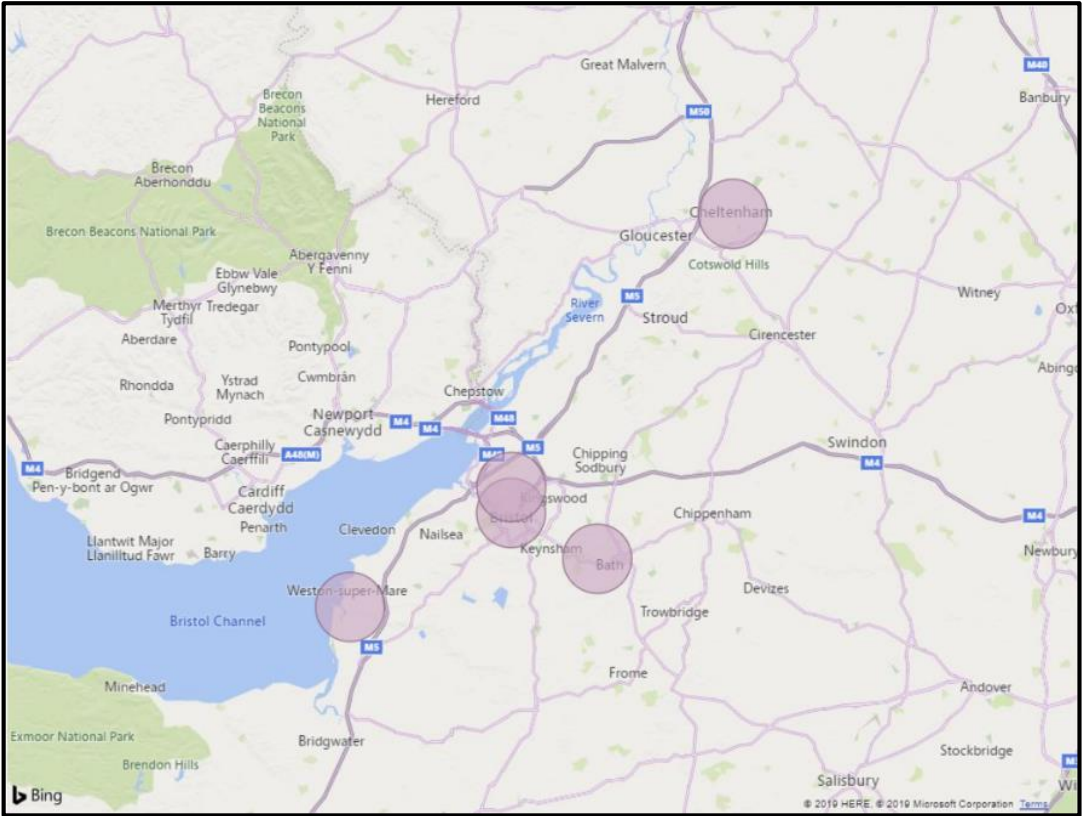 Great Malvern
M40
Hereford
Banbury
Brecon
Beacons
National
Park
M50
Brecon
Aberhonddu
Cheltenham
Brecon Beacons National Park
Gloucester
Abergavenny
Y Fenni
Cotswold Hills
Ebbw Vale
Glynebwy
Witney
M5
River
Severn
Merthyr
Tydfil
Tredegar
Stroud
Oxf
Aberdare
Cirencester
Pontypool
Abing
Rhondda
Ystrad
Mynach
Cwmbrân
Chepstow
Pontypridd
Newport
Casnewydd
M4
M4
M48
Caerphilly
Caerffili
A48(M)
M5
Chipping
Sodbury
Swindon
M4
M4
Bridgend
Pen-y-bont ar Ogwr
Cardiff
Caerdydd
Kingswood
Bristol
Chippenham
M4
Penarth
Clevedon
Nailsea
Llantwit Major
Llanilltud Fawr
Barry
Keynsham
Bath
Newbury
Weston-super-Mare
Devizes
Trowbridge
Bristol Channel
M5
Frome
Minehead
Andover
Exmoor National Park
Bridgwater
Stockbridge
Brendon Hills
Salisbury
Wi
Bing
© 2019 HERE, © 2019 Microsoft Corporation Terms